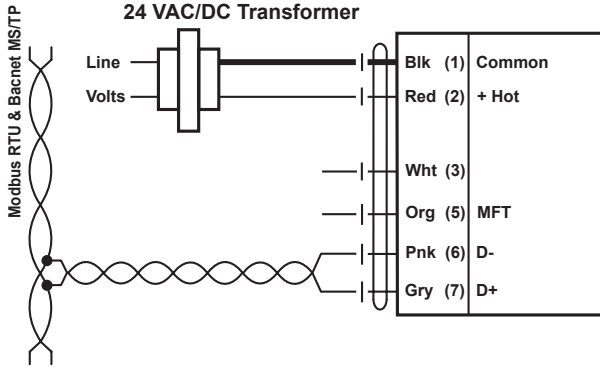 24 VAC/DC Transformer
Modbus RTU & Bacnet MS/TP
Line
Volts
Blk (1) Common
Red (2) + Hot
Wht (3)
Org (5) MFT
Pnk (6) D-
Gry (7) D+